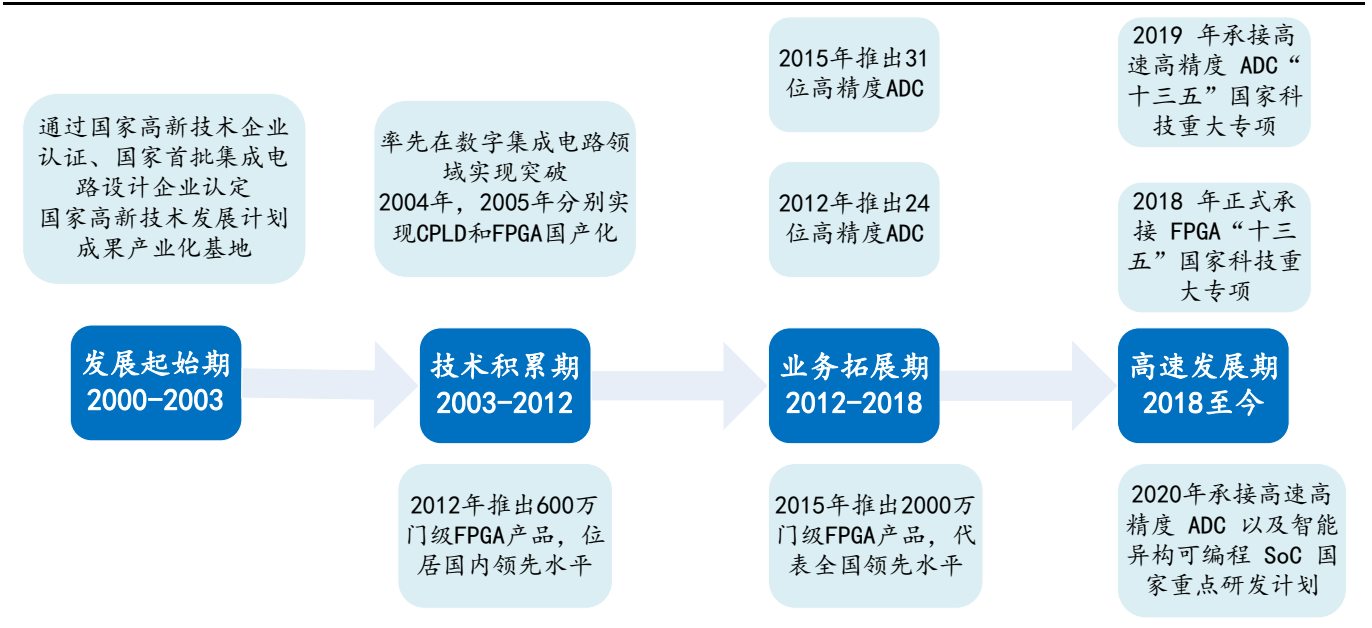 通过国家高新技术企业
认证、国家首批集成电
路设计企业认定
国家高新技术发展计划
成果产业化基地
率先在数字集成电路领
域实现突破
2004年，2005年分别实
现CPLD和FPGA国产化
2015年推出31
位高精度ADC
2012年推出24
位高精度ADC
2019 年承接高
速高精度 ADC“
十三五”国家科
技重大专项
2018 年正式承
接 FPGA“十三
五”国家科技重
大专项
发展起始期
2000-2003
技术积累期
2003-2012
业务拓展期
2012-2018
高速发展期
2018至今
2012年推出600万
门级FPGA产品，位
居国内领先水平
2015年推出2000万
门级FPGA产品，代
表全国领先水平
2020年承接高速高
精度 ADC 以及智能
异构可编程 SoC 国
家重点研发计划